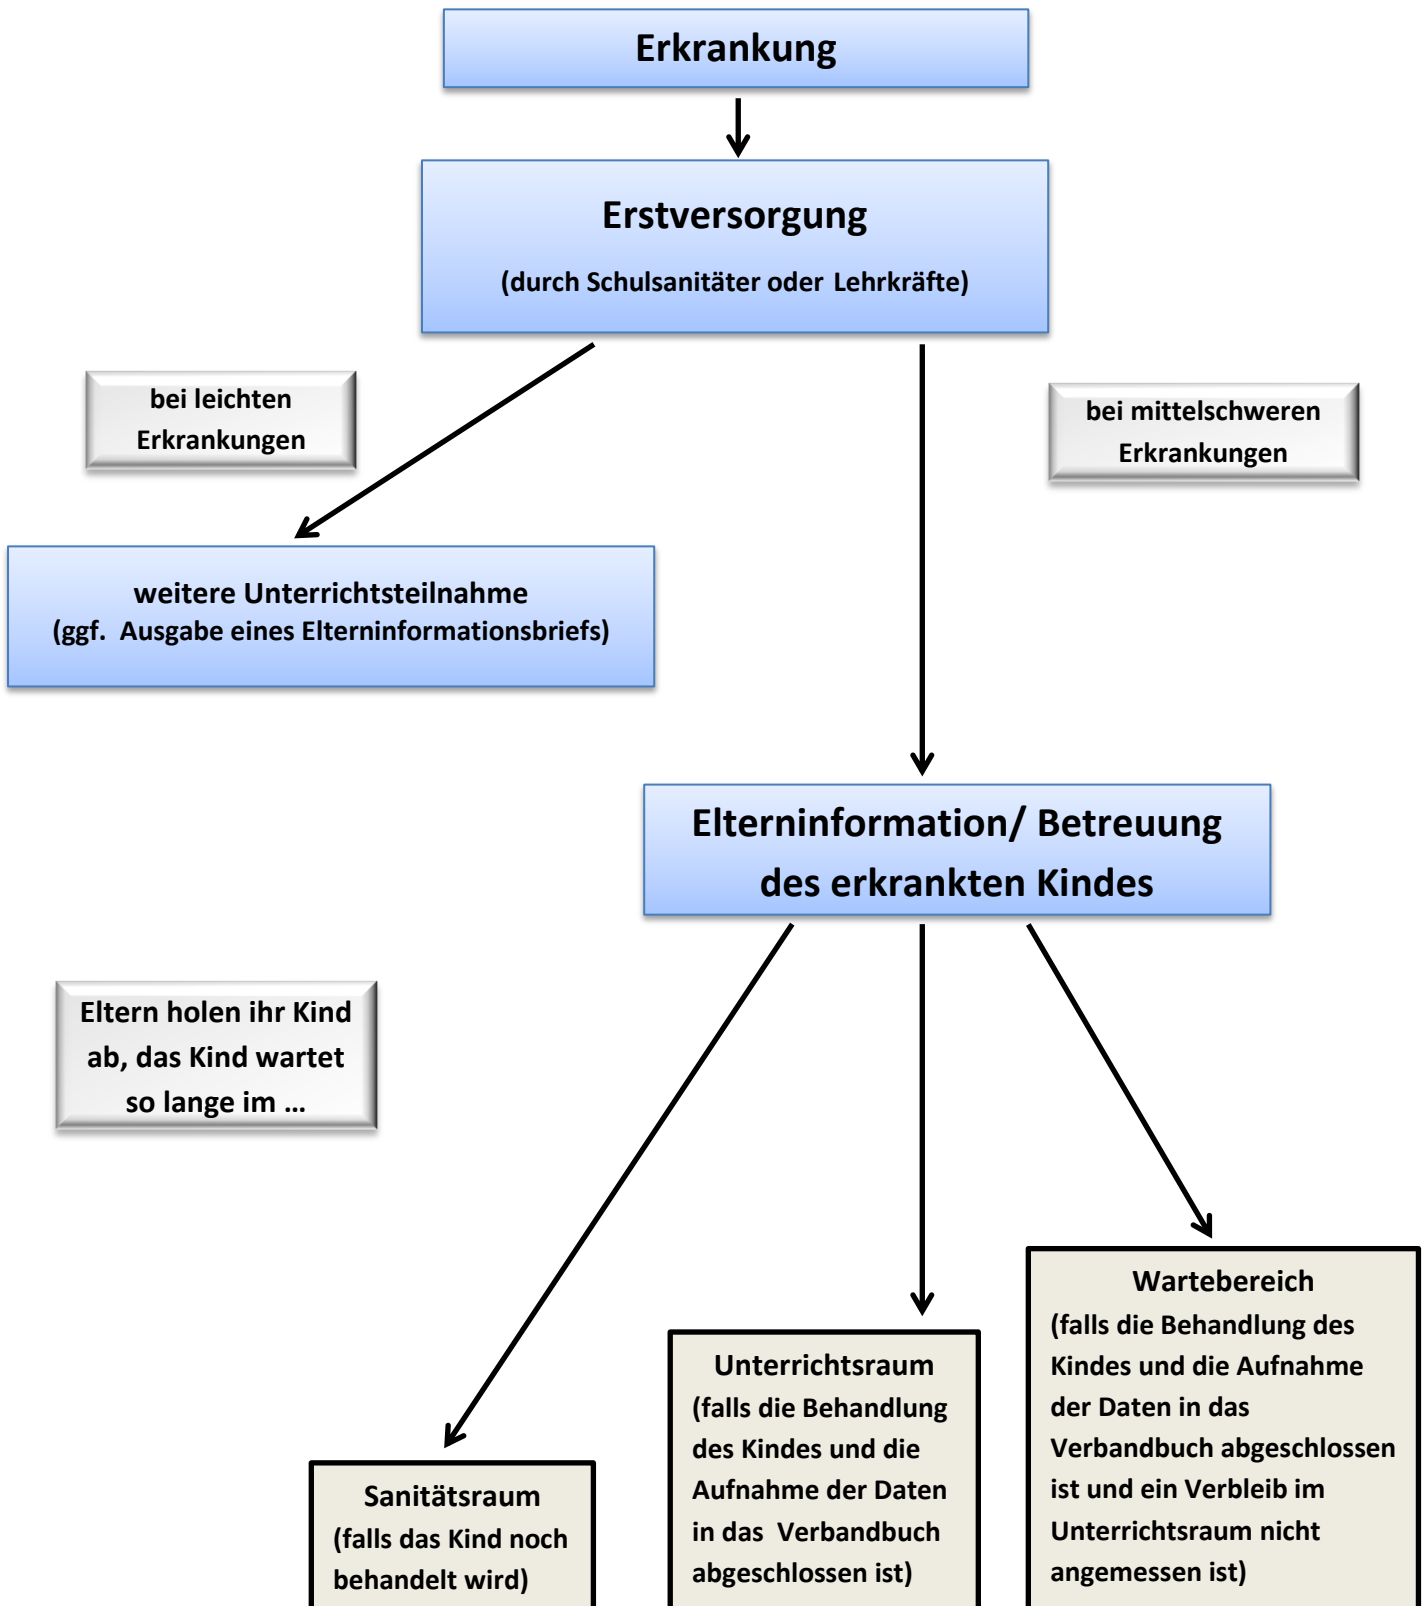 Erkrankung
Erstversorgung
(durch Schulsanitäter oder Lehrkräfte)
bei leichten
Erkrankungen
bei mittelschweren
Erkrankungen
weitere Unterrichtsteilnahme
(ggf. Ausgabe eines Elterninformationsbriefs)
Elterninformation/ Betreuung
des erkrankten Kindes
Eltern holen ihr Kind
ab, das Kind wartet
so lange im …
Sanitätsraum
(falls das Kind noch
behandelt wird)
Unterrichtsraum
(falls die Behandlung
des Kindes und die
Aufnahme der Daten
in das Verbandbuch
abgeschlossen ist)
Wartebereich
(falls die Behandlung des
Kindes und die Aufnahme
der Daten in das
Verbandbuch abgeschlossen
ist und ein Verbleib im
Unterrichtsraum nicht
angemessen ist)